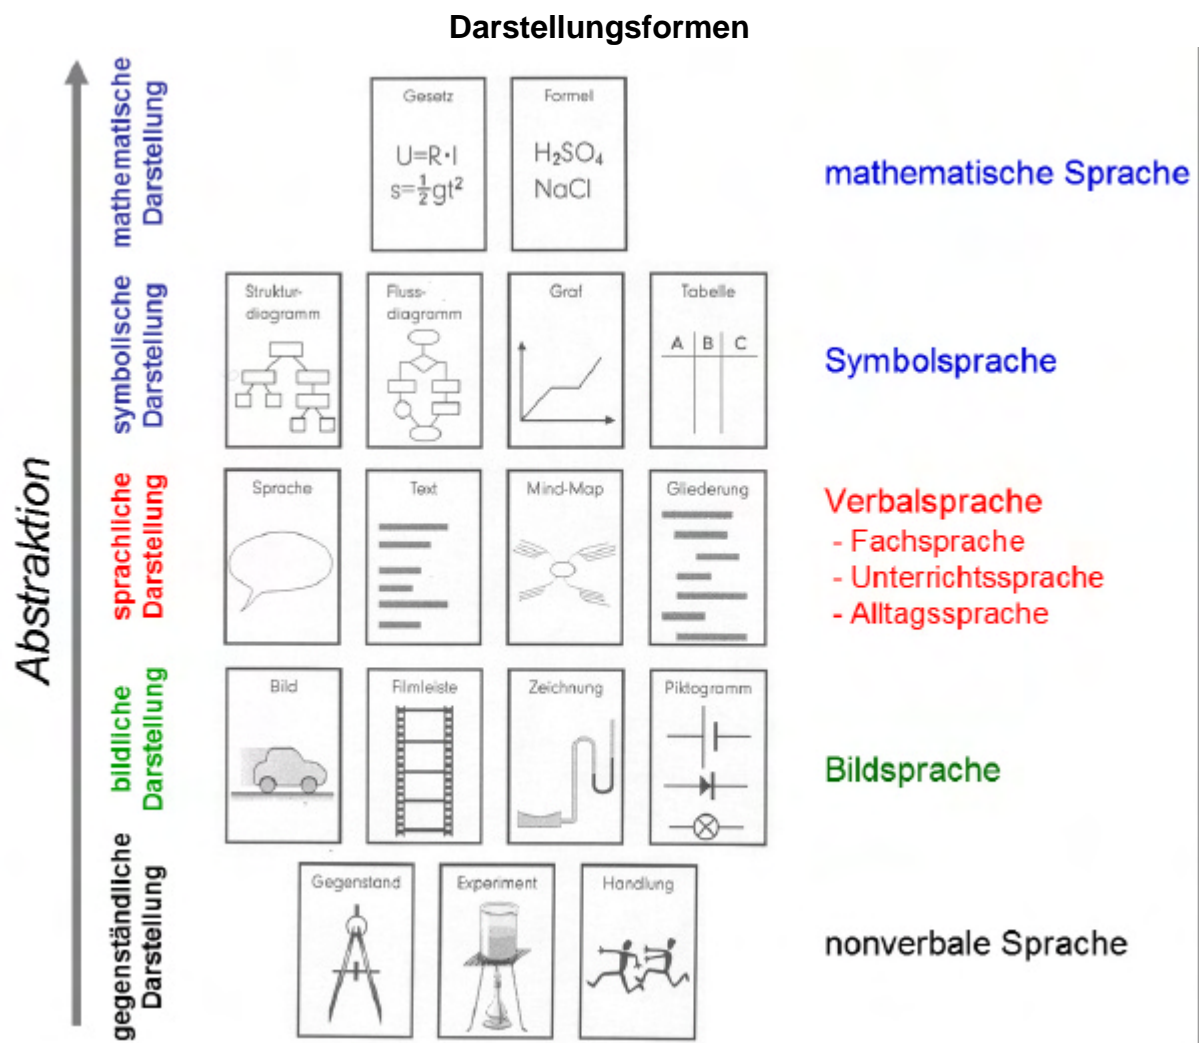 Darstellungsformen
Abstraktion
mathematische
Darstellung
Gesetz
U=R·I
s=½gt²
Formel
H₂SO₄
NaCl
mathematische Sprache
symbolische
Darstellung
Struktur-
diagramm
Fluss-
diagramm
Graf
Tabelle
A B C
Symbolsprache
sprachliche
Darstellung
Sprache
Text
Mind-Map
Gliederung
Verbalsprache
- Fachsprache
- Unterrichtssprache
- Alltagssprache
bildliche
Darstellung
Bild
Filmleiste
Zeichnung
Piktogramm
Bildsprache
gegenständliche
Darstellung
Gegenstand
Experiment
Handlung
nonverbale Sprache